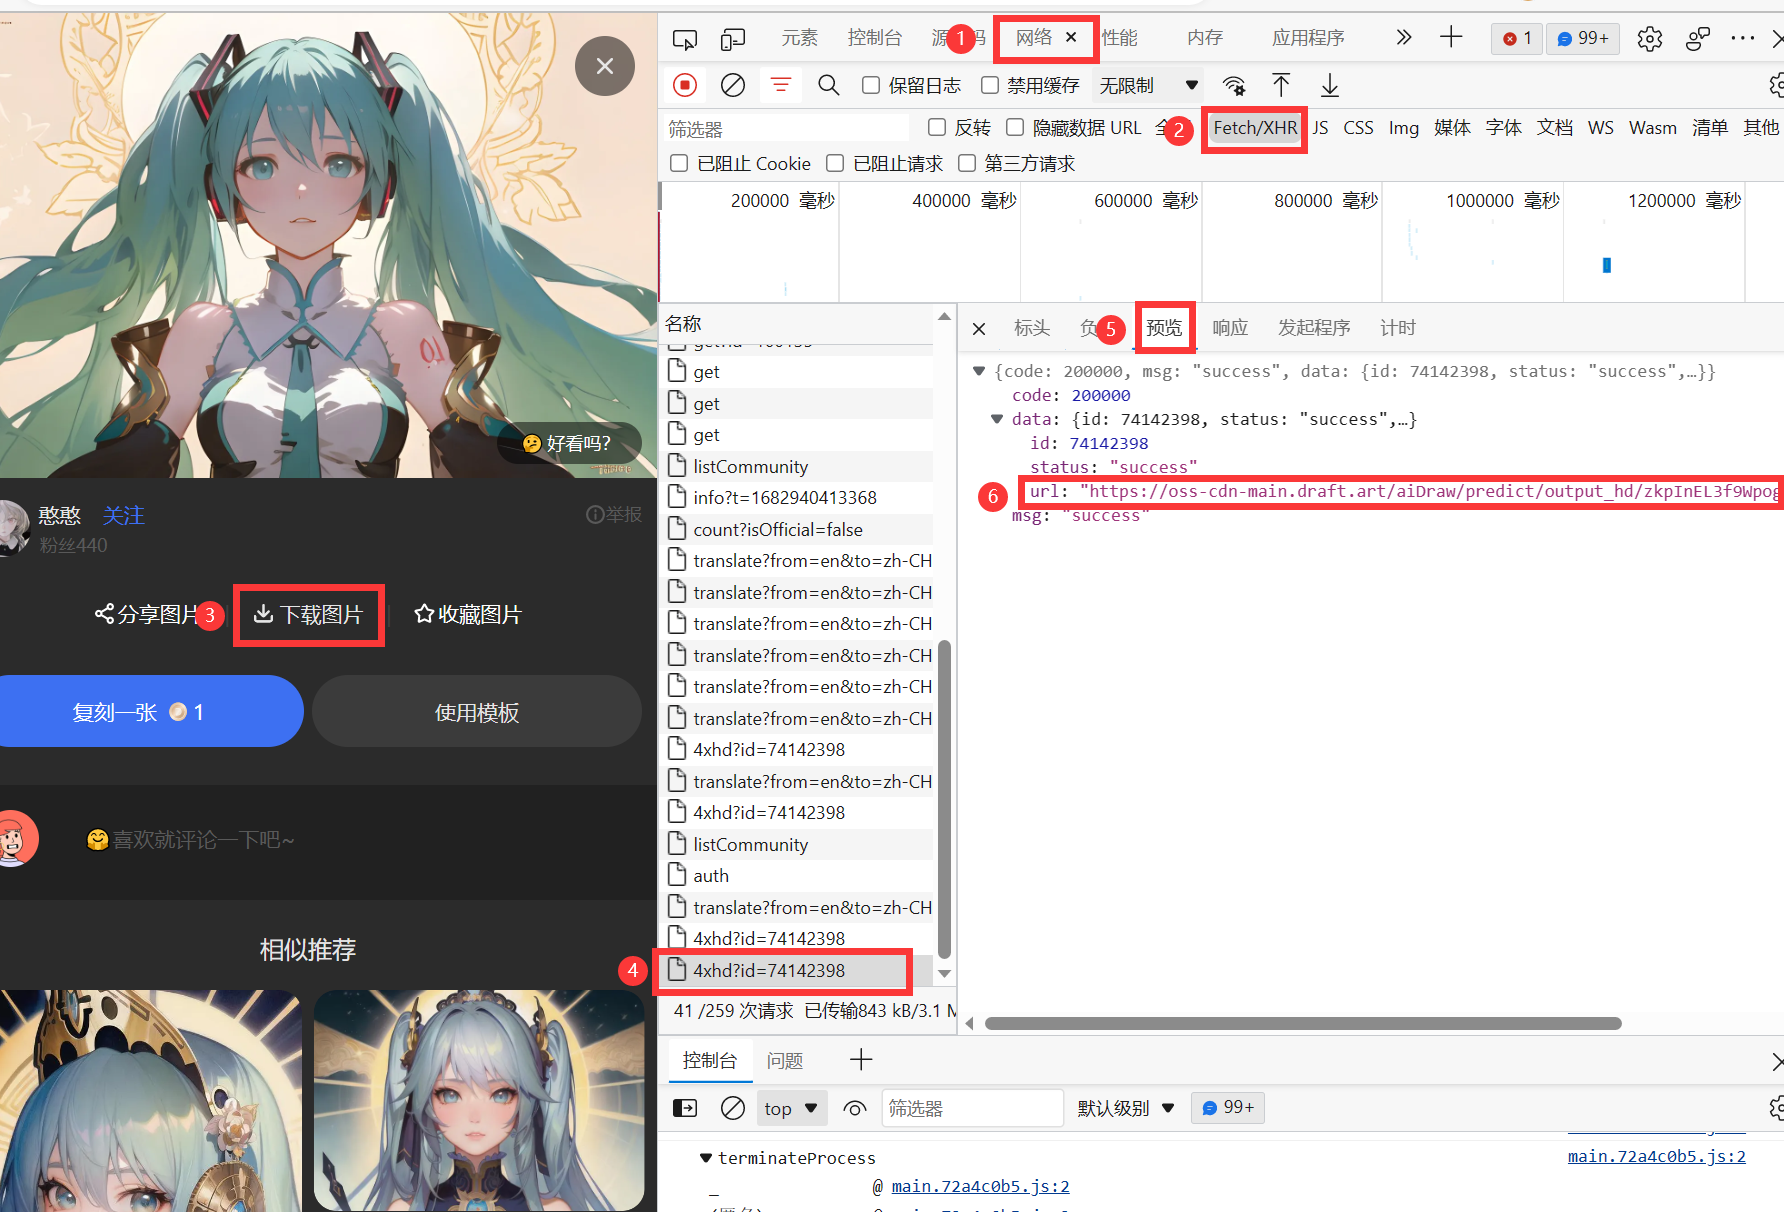 元素 控制台 源 码 网络 性能 内存 应用程序 1 99+
1
保留日志 禁用缓存 无限制
筛选器 反转 隐藏数据 URL 2 Fetch/XHR JS CSS Img 媒体 字体 文档 WS Wasm 清单 其他
已阻止 Cookie 已阻止请求 第三方请求
200000 毫秒 400000 毫秒 600000 毫秒 800000 毫秒 1000000 毫秒 1200000 毫秒
01
好看吗?
憨憨 关注 举报
粉丝440
分享图片 3 下载图片 收藏图片
复刻一张 1 使用模板
喜欢就评论一下吧~
相似推荐
名称
get
get
get
listCommunity
info?t=1682940413368
count?isOfficial=false
translate?from=en&to=zh-CH
translate?from=en&to=zh-CH
translate?from=en&to=zh-CH
translate?from=en&to=zh-CH
translate?from=en&to=zh-CH
translate?from=en&to=zh-CH
4xhd?id=74142398
translate?from=en&to=zh-CH
4xhd?id=74142398
listCommunity
auth
translate?from=en&to=zh-CH
4xhd?id=74142398
4 4xhd?id=74142398
41 /259 次请求 已传输843 kB/3.1 M
标头 负 5 预览 响应 发起程序 计时
{code: 200000, msg: "success", data: {id: 74142398, status: "success",…}}
code: 200000
data: {id: 74142398, status: "success",…}
id: 74142398
status: "success"
6 url: "https://oss-cdn-main.draft.art/aiDraw/predict/output_hd/zkpInEL3f9Wpog
msg: "success"
控制台 问题
top 筛选器 默认级别 99+
terminateProcess main.72a4c0b5.js:2
_ @ main.72a4c0b5.js:2